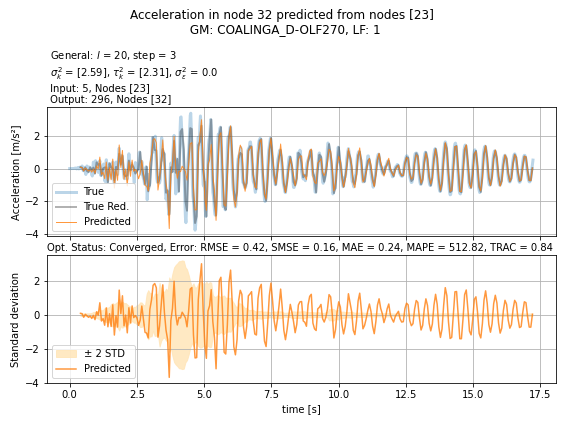 Acceleration in node 32 predicted from nodes [23]
GM: COALINGA_D-OLF270, LF: 1
General: l = 20, step = 3
σ²ₖ = [2.59], τ²ₖ = [2.31], σ²ε = 0.0
Input: 5, Nodes [23]
Output: 296, Nodes [32]
Acceleration [m/s²]
2
0
−2
−4
True
True Red.
Predicted
Opt. Status: Converged, Error: RMSE = 0.42, SMSE = 0.16, MAE = 0.24, MAPE = 512.82, TRAC = 0.84
Standard deviation
2
0
−2
−4
± 2 STD
Predicted
0.0 2.5 5.0 7.5 10.0 12.5 15.0 17.5
time [s]